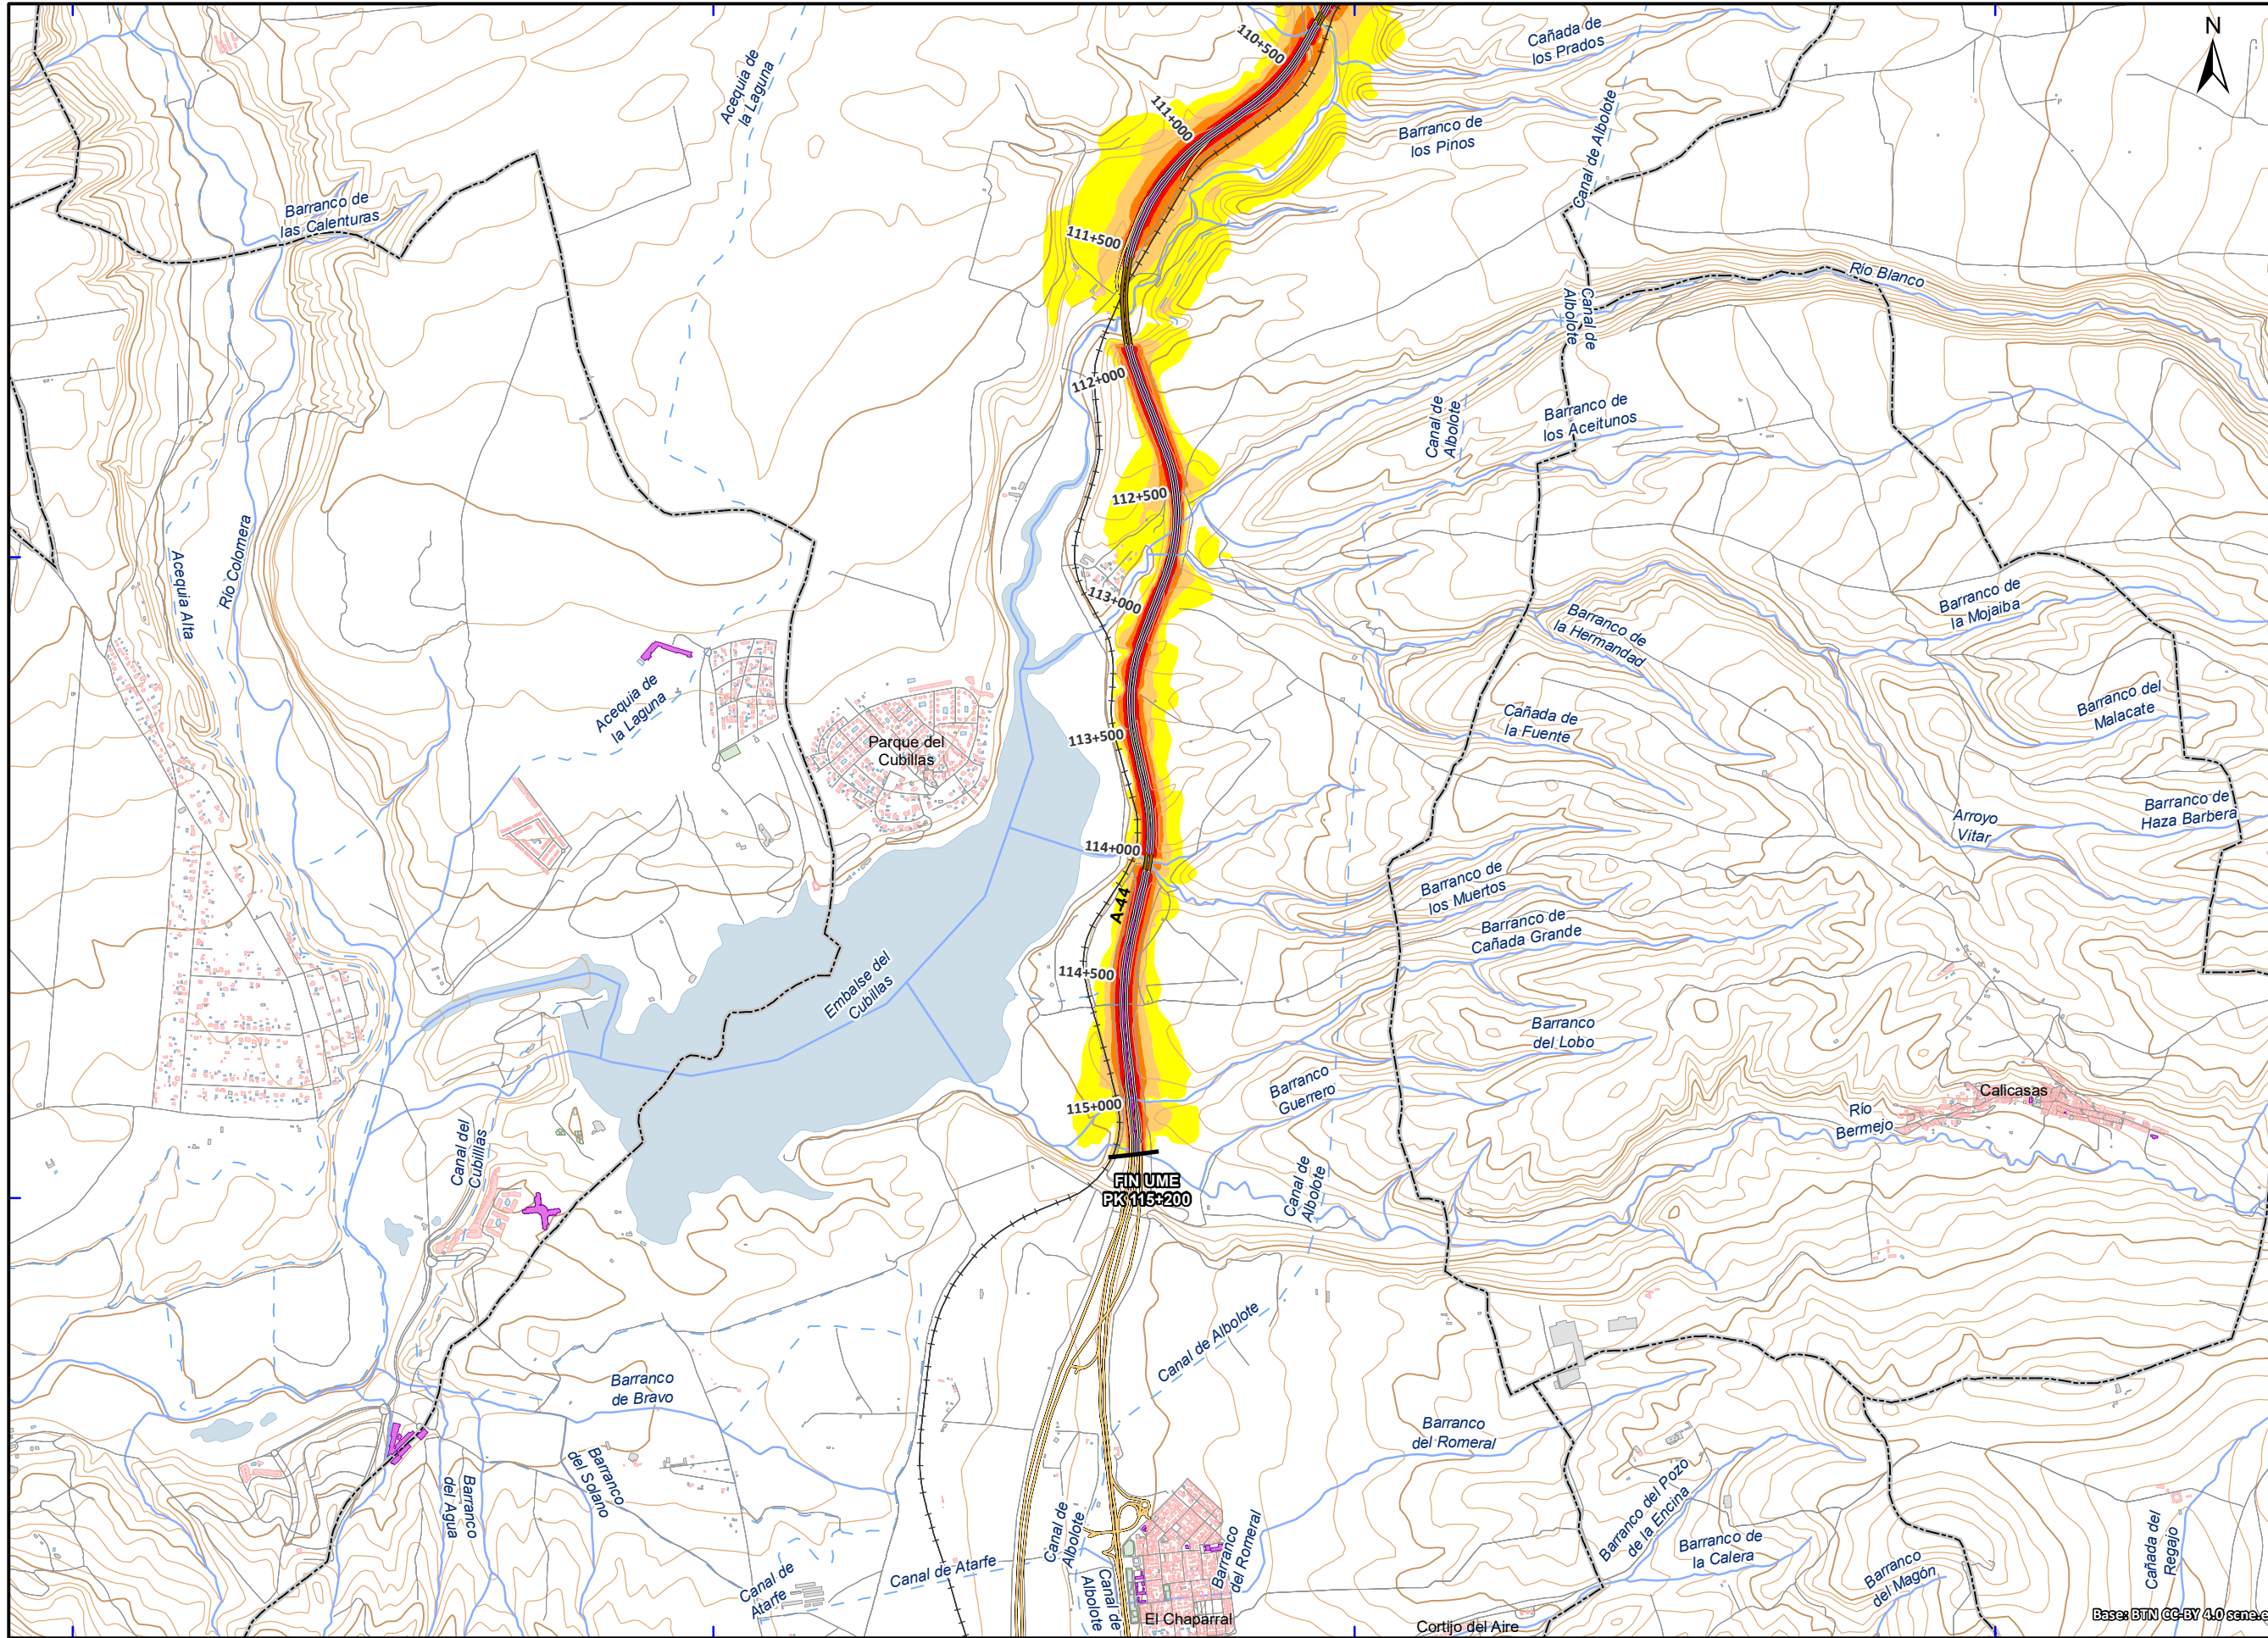 N
110+500
Cañada de
los Prados
Acequia de
la Laguna
111+000
Barranco de
los Pinos
Canal de Albolote
Barranco de
las Calenturas
111+500
Río Blanco
Canal de
Albolote
112+000
Canal de
Albolote
Barranco de
los Aceitunos
112+500
Acequia Alta
Río Colomera
113+000
Barranco de
la Mojaiba
Barranco de
la Hermandad
Acequia de
la Laguna
Barranco del
Malacate
Cañada de
la Fuente
Parque del
Cubillas
113+500
Barranco de
Haza Barbera
Arroyo
Vitar
114+000
Barranco de
los Muertos
A-44
Barranco de
Cañada Grande
114+500
Embalse del
Cubillas
Barranco
del Lobo
Barranco
Guerrero
Calicasas
115+000
Río
Bermejo
Canal del
Cubillas
FIN UME
PK 115+200
Canal de
Albolote
Canal de Albolote
Barranco
de Bravo
Barranco
del Romeral
Barranco
del Agua
Barranco
del Solano
Barranco del Pozo
de la Encina
Canal de
Albolote
Barranco
del Romeral
Barranco de
la Calera
Cañada del
Regajo
Canal de
Atarfe
Canal de Atarfe
Canal de
Albolote
Barranco
del Magón
El Chaparral
Cortijo del Aire
Base: BTN CC-BY 4.0 scne.e